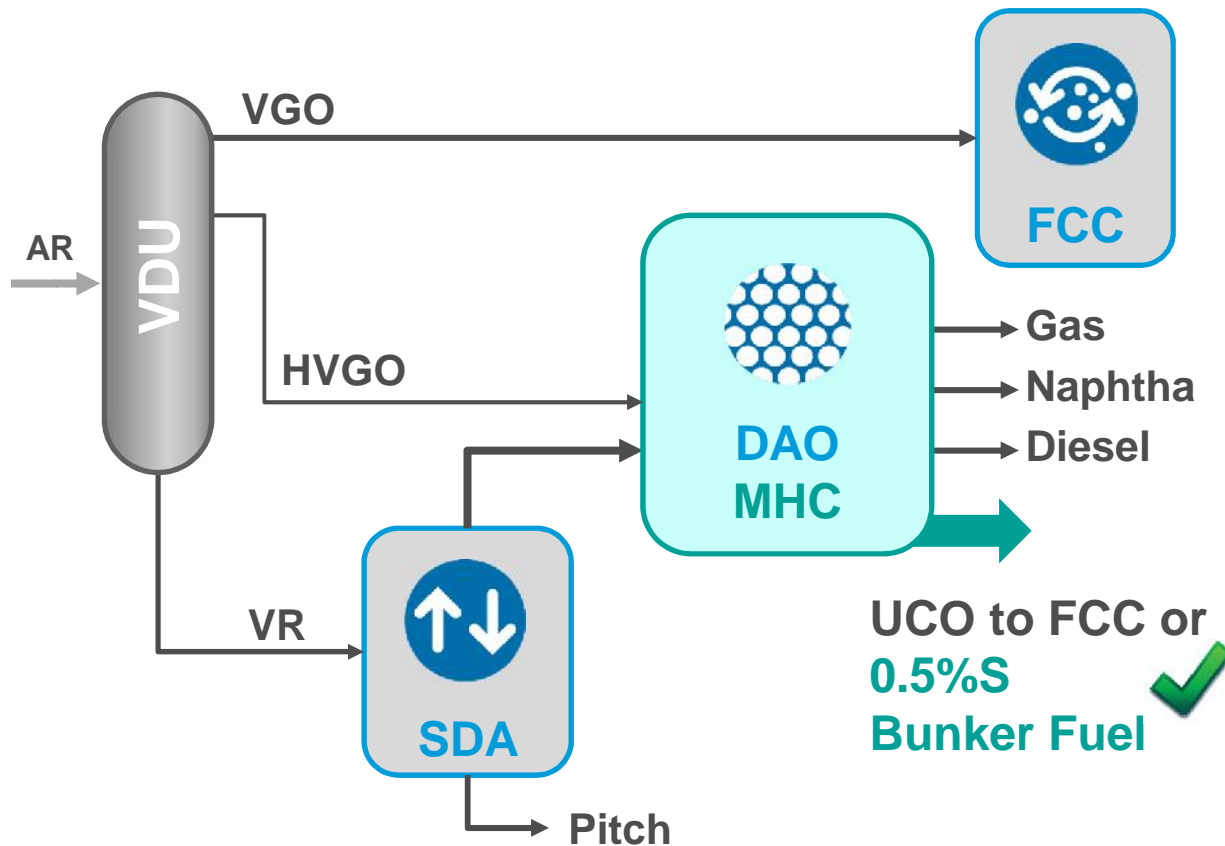 VGO
FCC
AR
VDU
HVGO
Gas
Naphtha
Diesel
DAO
MHC
VR
SDA
UCO to FCC or
0.5%S
Bunker Fuel
Pitch